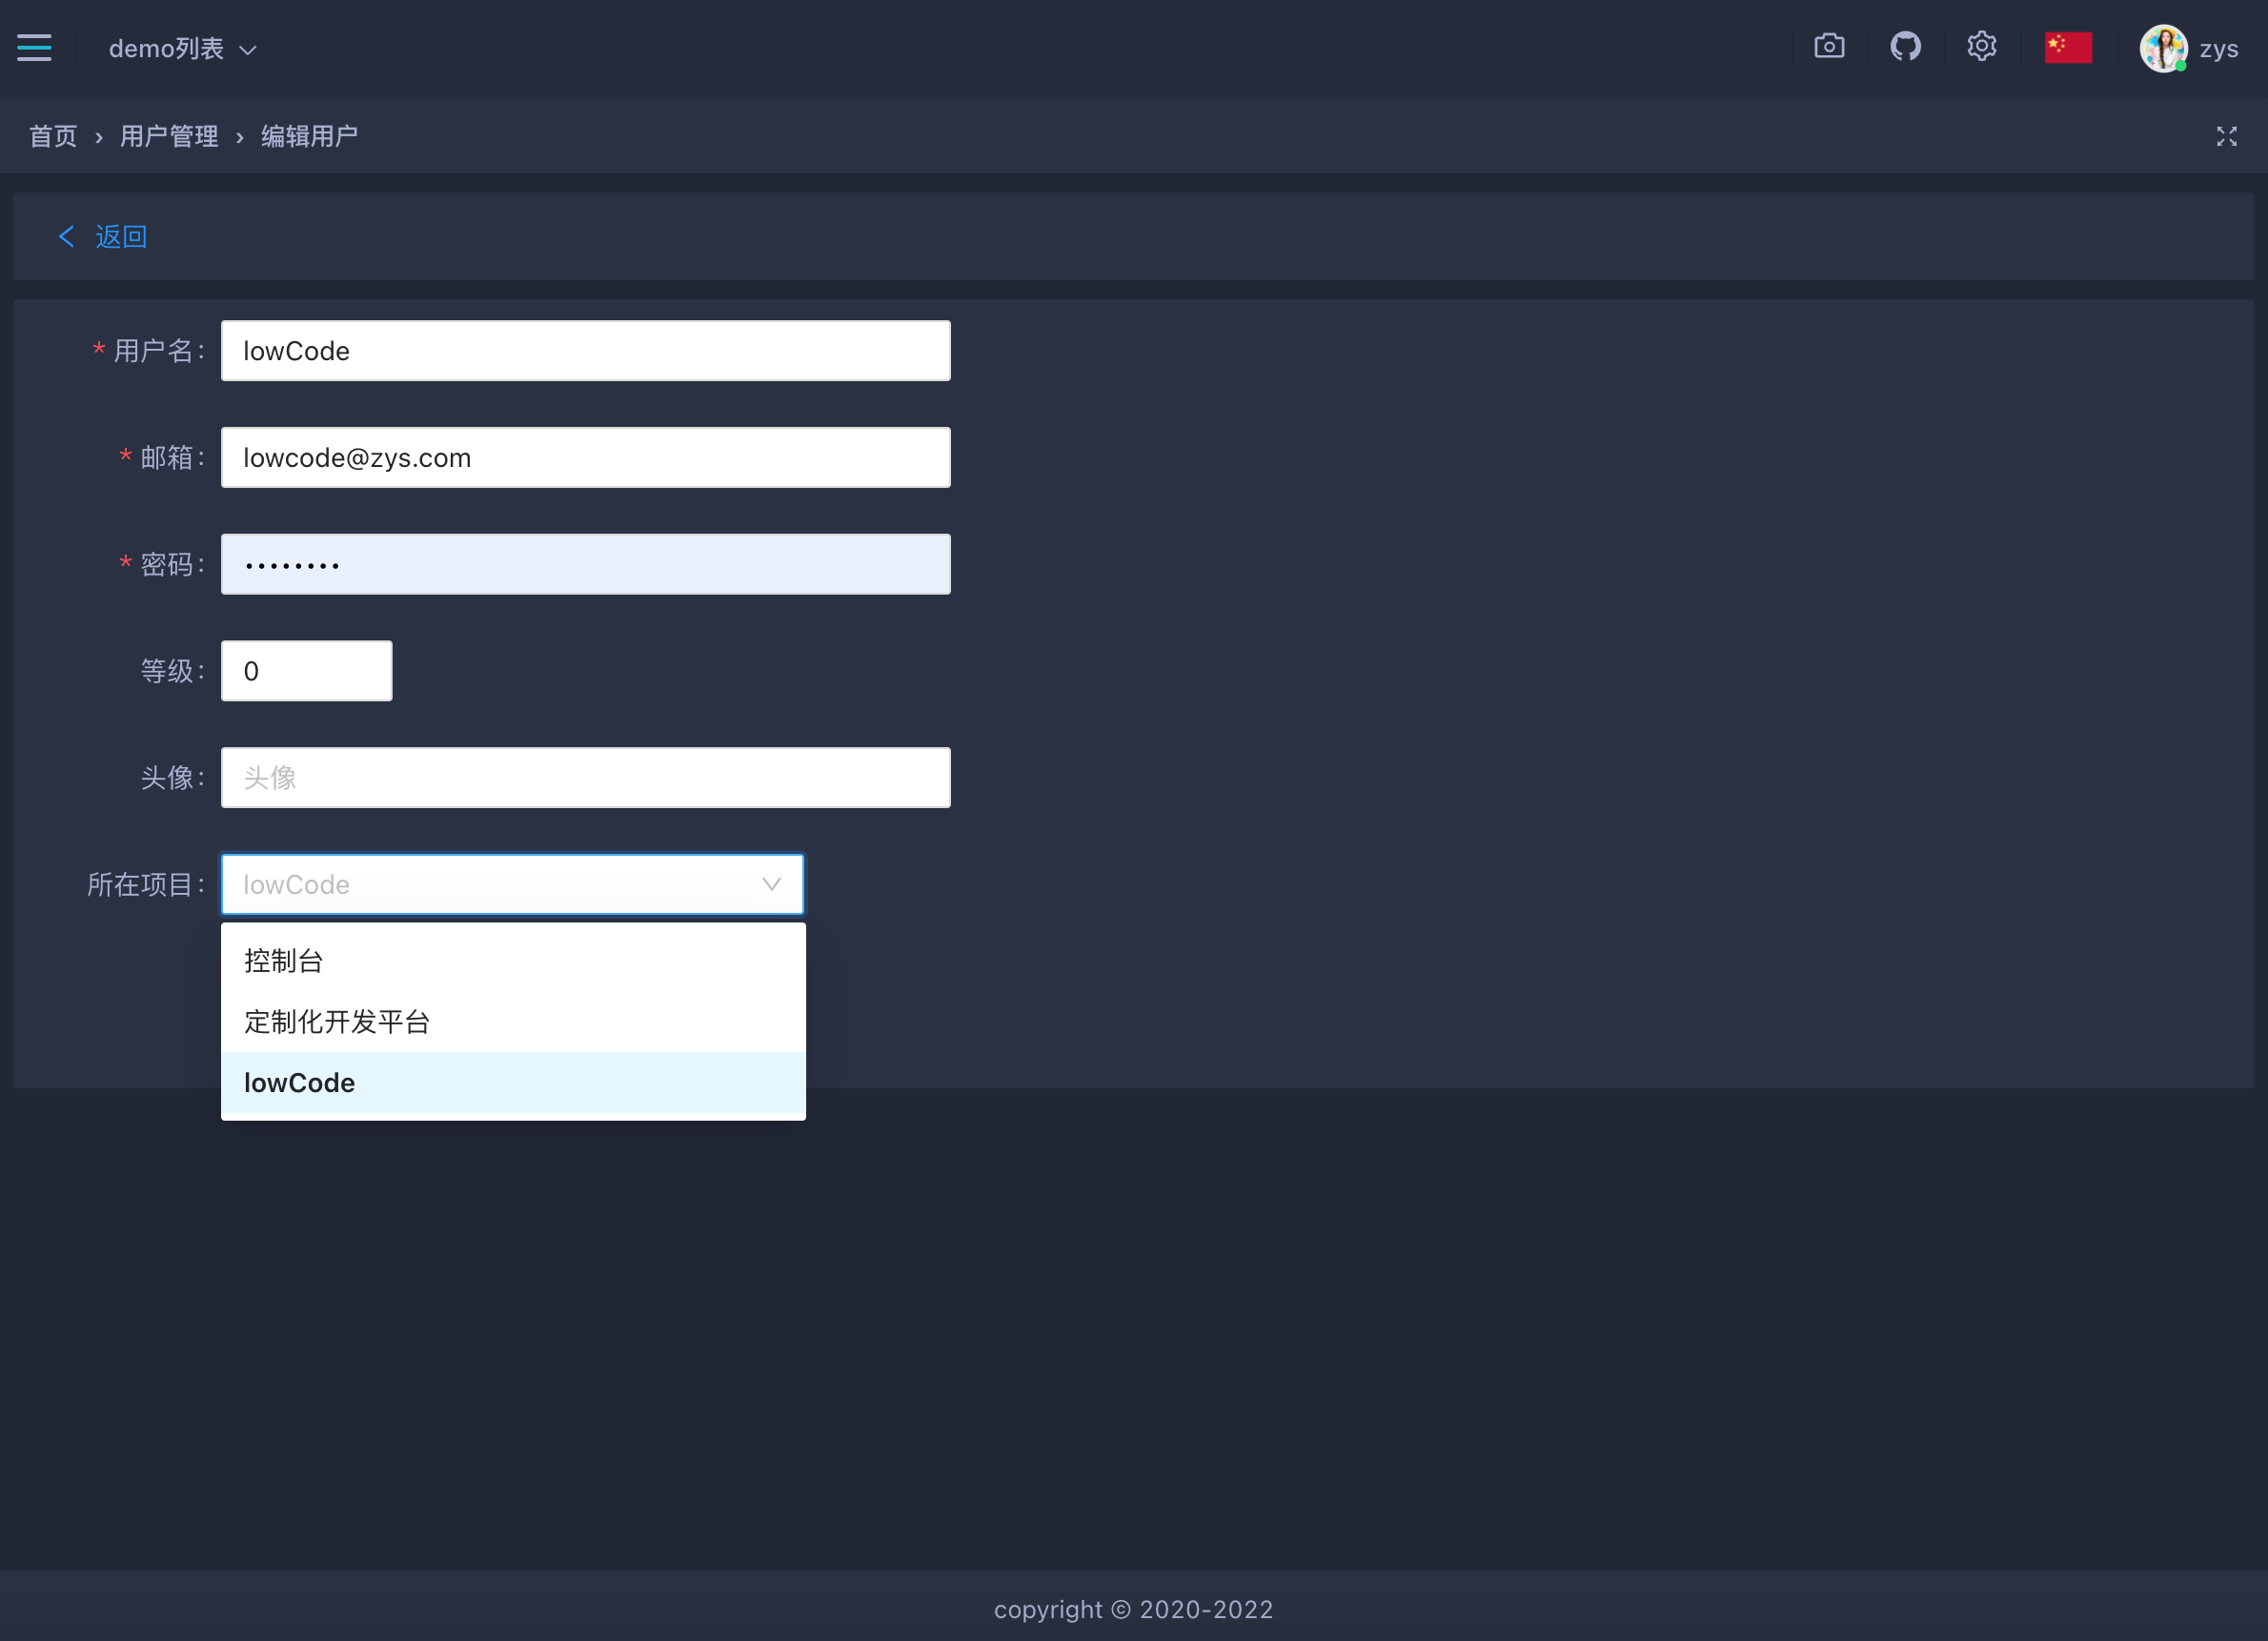 demo列表
zys
首页 › 用户管理 › 编辑用户
返回
* 用户名: lowCode
* 邮箱: lowcode@zys.com
* 密码: ••••••••
等级: 0
头像: 头像
所在项目: lowCode
控制台
定制化开发平台
lowCode
copyright © 2020-2022